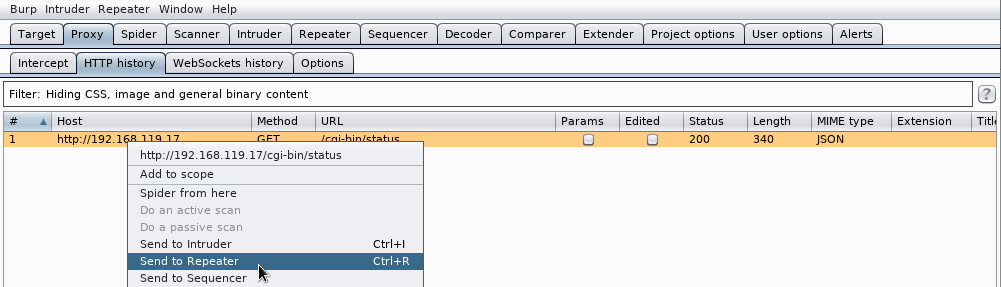 Burp Intruder Repeater Window Help
Target Proxy Spider Scanner Intruder Repeater Sequencer Decoder Comparer Extender Project options User options Alerts
Intercept HTTP history WebSockets history Options
Filter: Hiding CSS, image and general binary content ?
# Host Method URL Params Edited Status Length MIME type Extension Title
1 http://192.168.119.17 GET /cgi-bin/status 200 340 JSON
http://192.168.119.17/cgi-bin/status
Add to scope
Spider from here
Do an active scan
Do a passive scan
Send to Intruder Ctrl+I
Send to Repeater Ctrl+R
Send to Sequencer